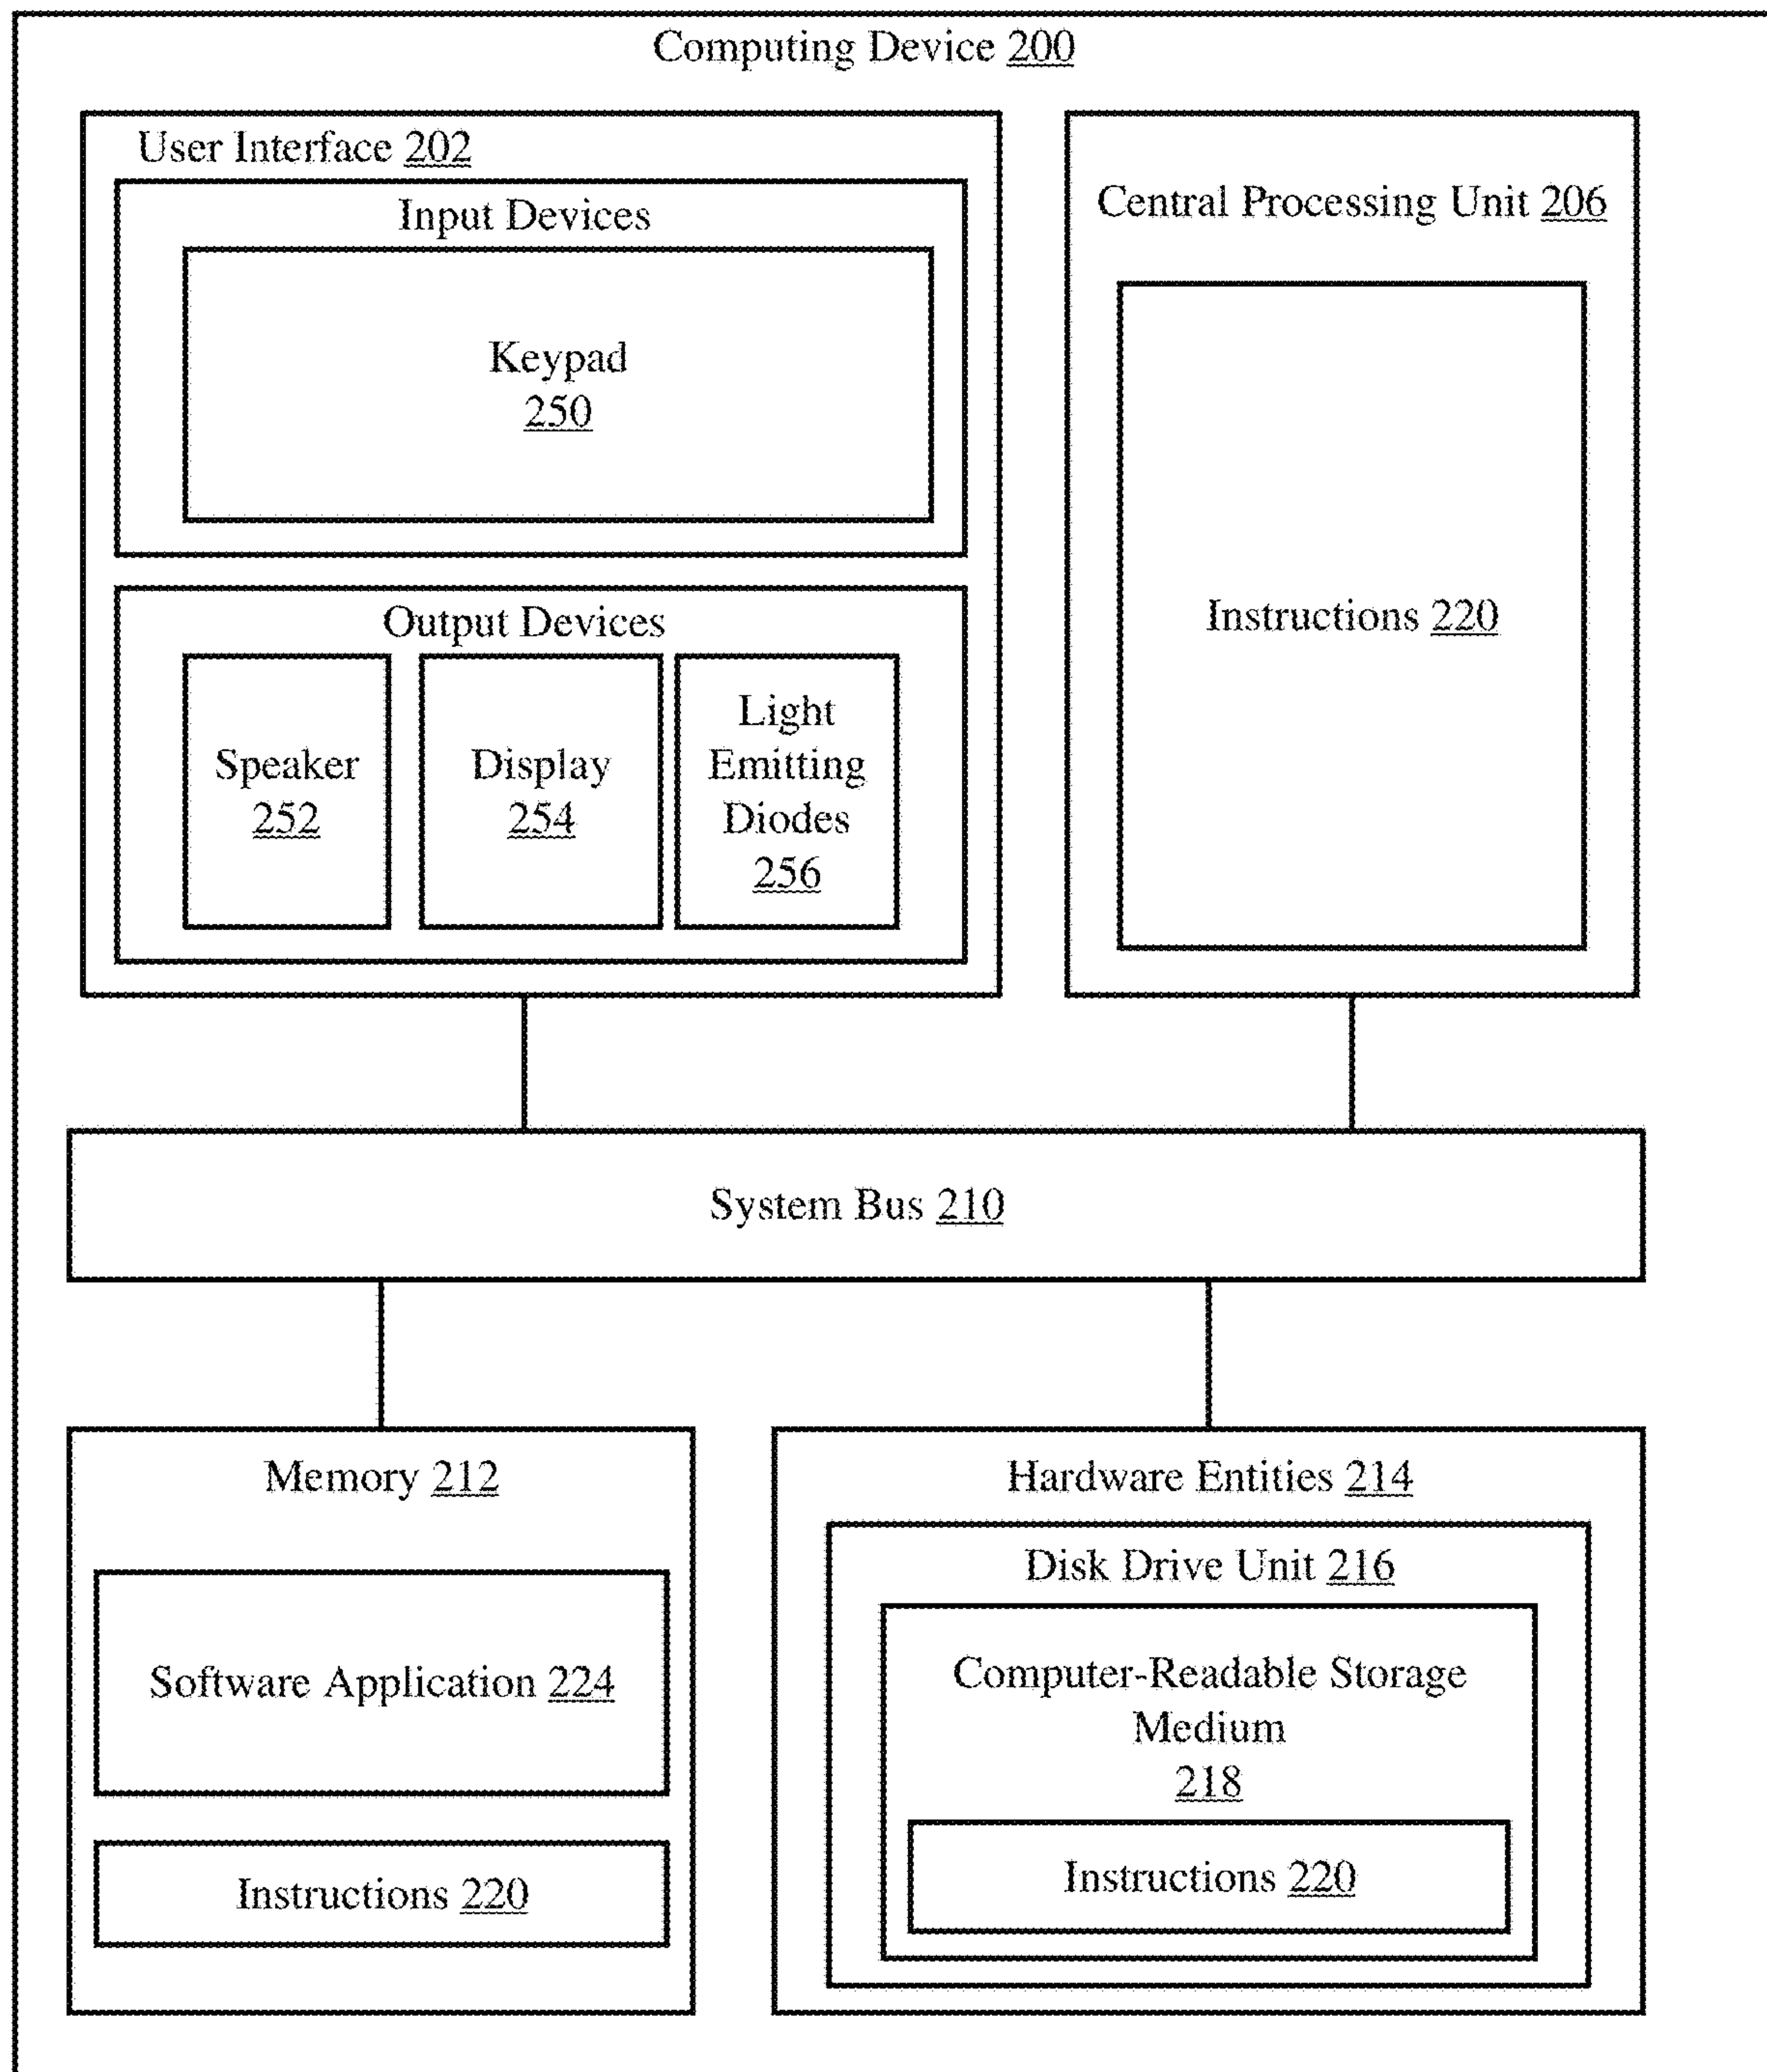 Computing Device 200
User Interface 202
Input Devices
Keypad
250
Output Devices
Speaker
252
Display
254
Light
Emitting
Diodes
256
Central Processing Unit 206
Instructions 220
System Bus 210
Memory 212
Software Application 224
Instructions 220
Hardware Entities 214
Disk Drive Unit 216
Computer-Readable Storage
Medium
218
Instructions 220